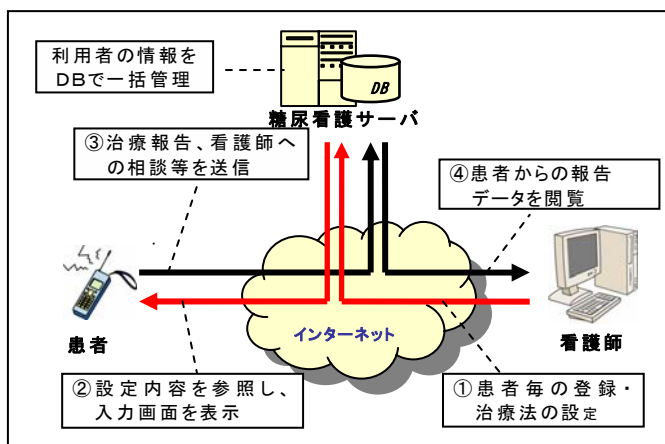 利用者の情報を
DBで一括管理
DB
糖尿看護サーバ
③治療報告、看護師へ
の相談等を送信
④患者からの報告
データを閲覧
インターネット
患者
看護師
②設定内容を参照し、
入力画面を表示
①患者毎の登録・
治療法の設定